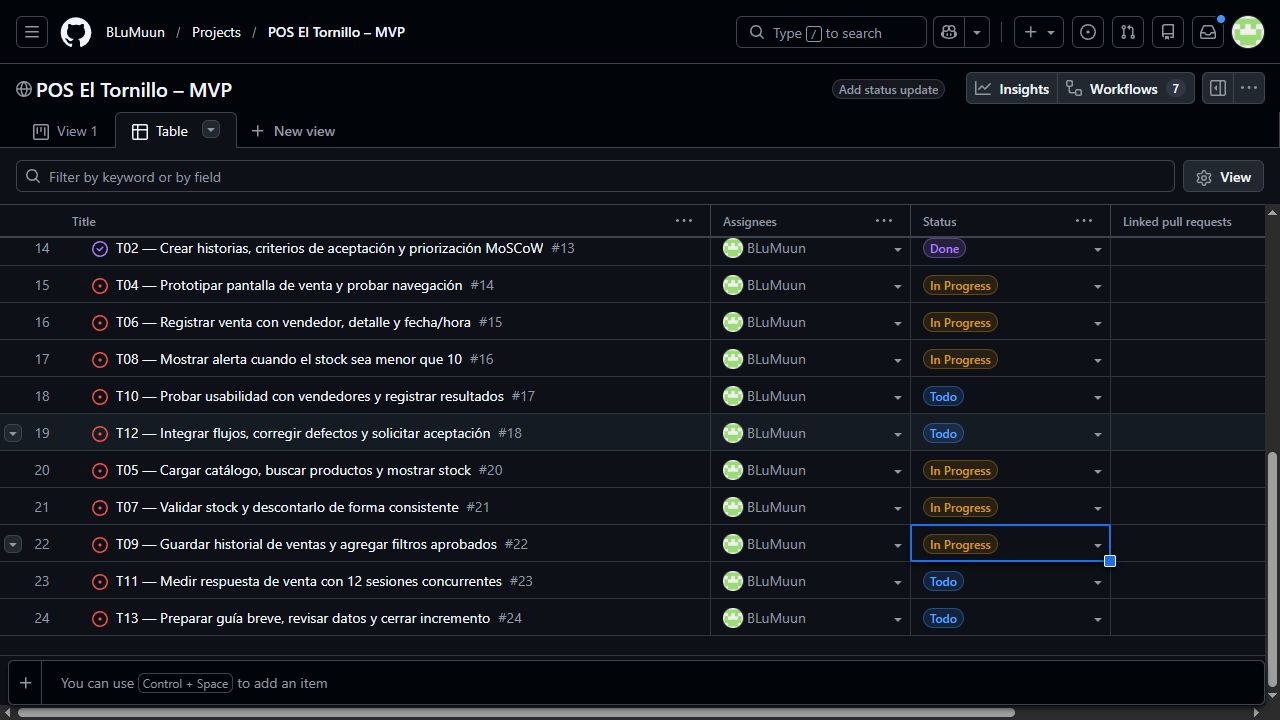 BLuMuun / Projects / POS El Tornillo – MVP Type / to search
POS El Tornillo – MVP Add status update Insights Workflows 7
View 1 Table New view
Filter by keyword or by field View
Title Assignees Status Linked pull requests
14 T02 — Crear historias, criterios de aceptación y priorización MoSCoW #13 BLuMuun Done
15 T04 — Prototipar pantalla de venta y probar navegación #14 BLuMuun In Progress
16 T06 — Registrar venta con vendedor, detalle y fecha/hora #15 BLuMuun In Progress
17 T08 — Mostrar alerta cuando el stock sea menor que 10 #16 BLuMuun In Progress
18 T10 — Probar usabilidad con vendedores y registrar resultados #17 BLuMuun Todo
19 T12 — Integrar flujos, corregir defectos y solicitar aceptación #18 BLuMuun Todo
20 T05 — Cargar catálogo, buscar productos y mostrar stock #20 BLuMuun In Progress
21 T07 — Validar stock y descontarlo de forma consistente #21 BLuMuun In Progress
22 T09 — Guardar historial de ventas y agregar filtros aprobados #22 BLuMuun In Progress
23 T11 — Medir respuesta de venta con 12 sesiones concurrentes #23 BLuMuun Todo
24 T13 — Preparar guía breve, revisar datos y cerrar incremento #24 BLuMuun Todo
You can use Control + Space to add an item